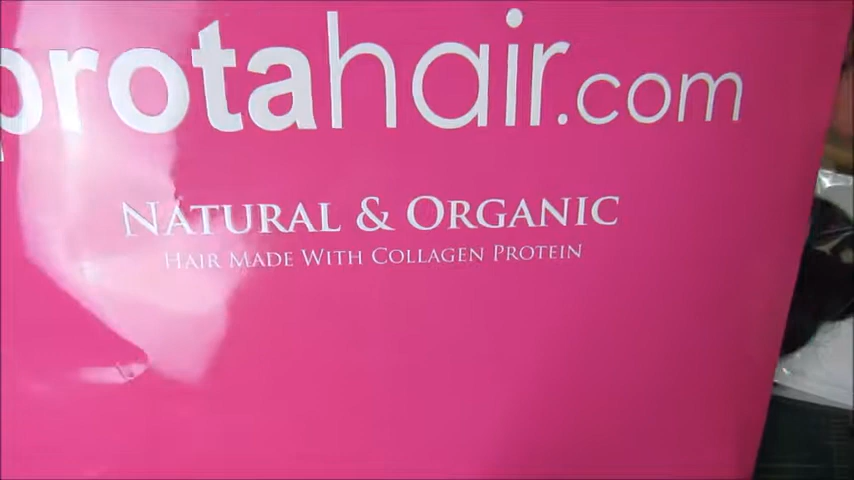 protahair.com
NATURAL & ORGANIC
HAIR MADE WITH COLLAGEN PROTEIN